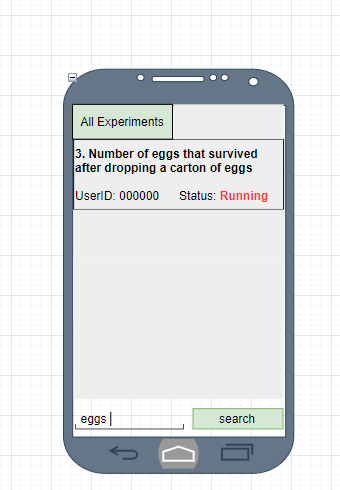 All Experiments
3. Number of eggs that survived
after dropping a carton of eggs
UserID: 000000 Status: Running
eggs search